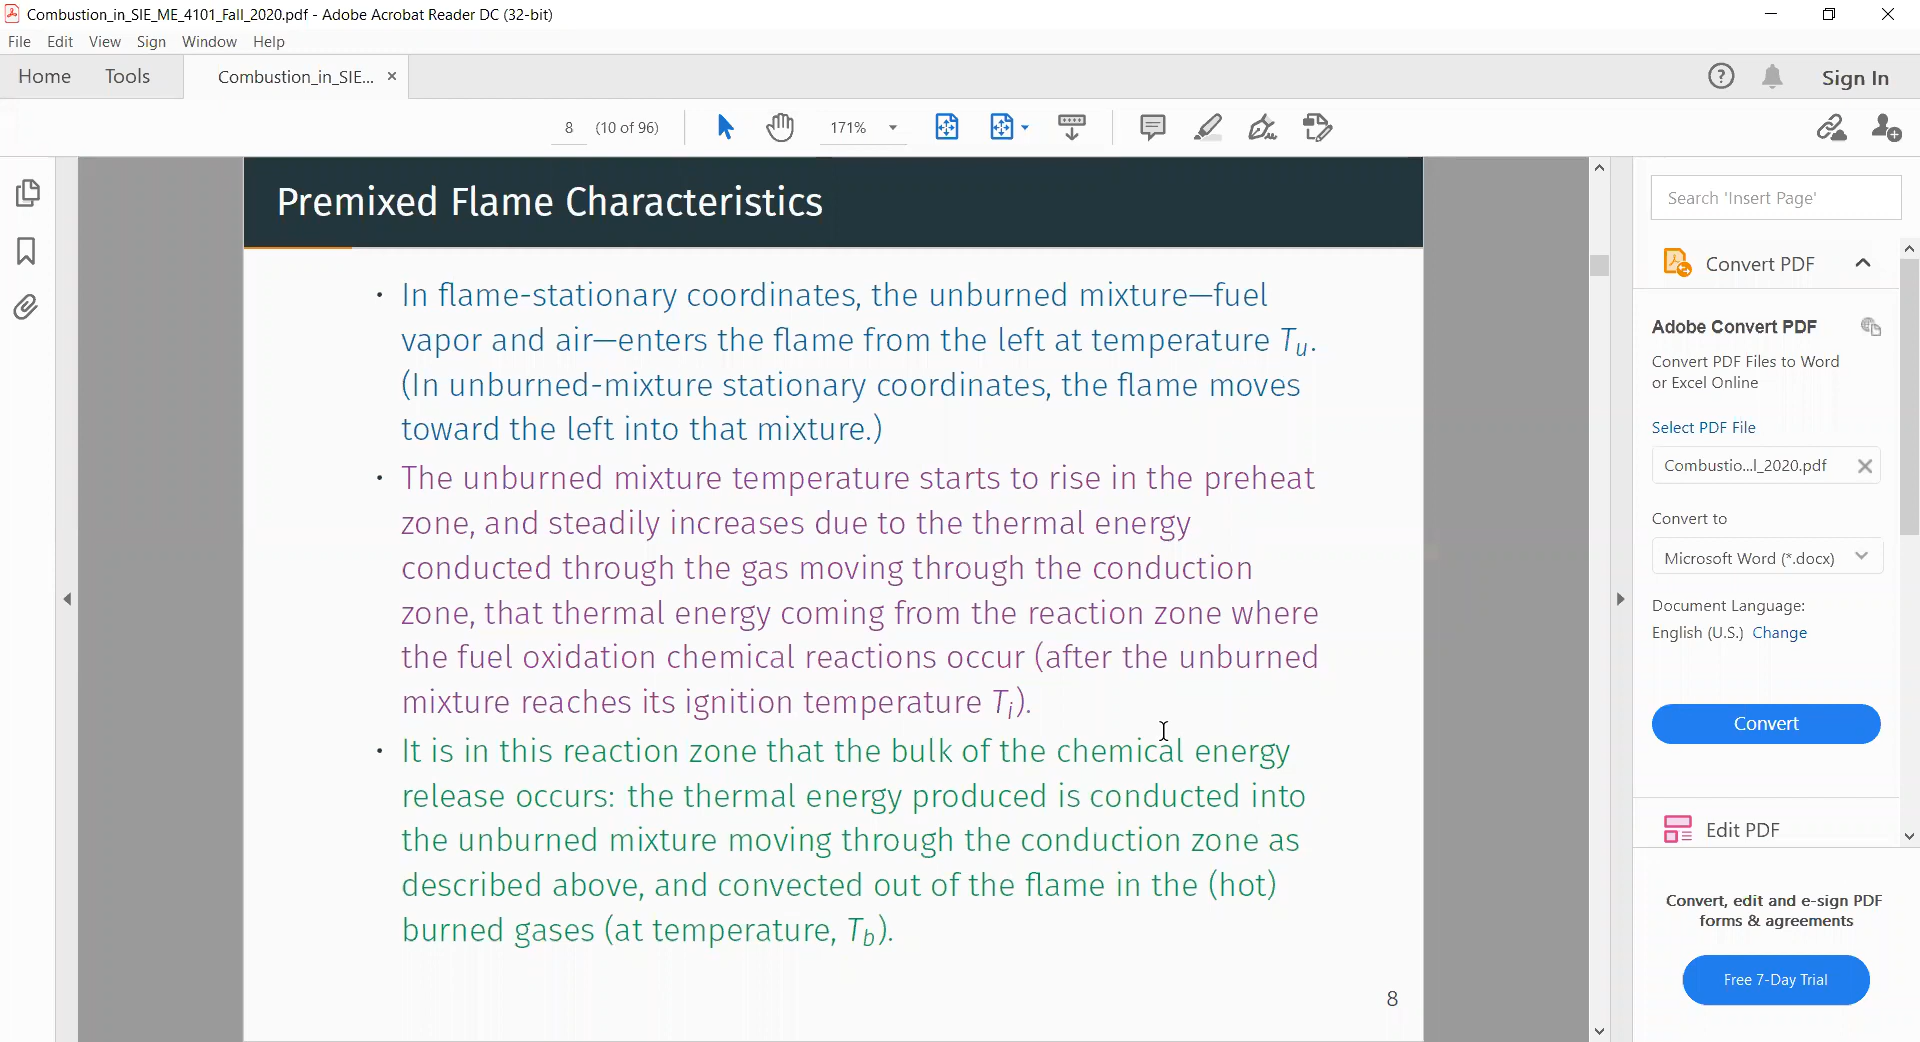 Combustion_in_SIE_ME_4101_Fall_2020.pdf - Adobe Acrobat Reader DC (32-bit)
File Edit View Sign Window Help
Home Tools Combustion_in_SIE... × Sign In
8 (10 of 96) 171%
Premixed Flame Characteristics
• In flame-stationary coordinates, the unburned mixture—fuel
vapor and air—enters the flame from the left at temperature Tu.
(In unburned-mixture stationary coordinates, the flame moves
toward the left into that mixture.)
• The unburned mixture temperature starts to rise in the preheat
zone, and steadily increases due to the thermal energy
conducted through the gas moving through the conduction
zone, that thermal energy coming from the reaction zone where
the fuel oxidation chemical reactions occur (after the unburned
mixture reaches its ignition temperature Ti).
• It is in this reaction zone that the bulk of the chemical energy
release occurs: the thermal energy produced is conducted into
the unburned mixture moving through the conduction zone as
described above, and convected out of the flame in the (hot)
burned gases (at temperature, Tb).
8
Search 'Insert Page'
Convert PDF
Adobe Convert PDF
Convert PDF Files to Word
or Excel Online
Select PDF File
Combustio...l_2020.pdf
Convert to
Microsoft Word (*.docx)
Document Language:
English (U.S.) Change
Convert
Edit PDF
Convert, edit and e-sign PDF
forms & agreements
Free 7-Day Trial